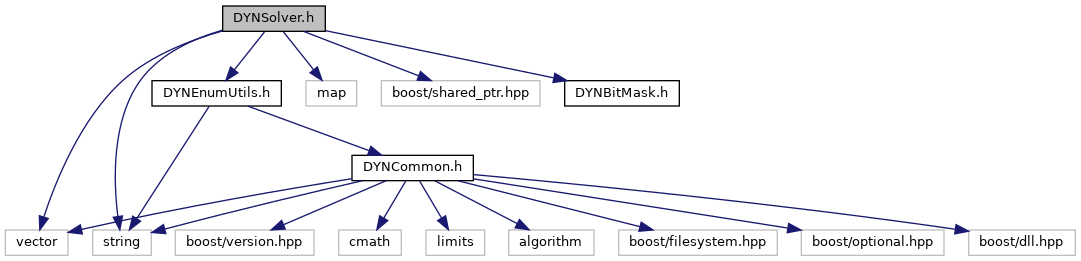 DYNSolver.h
DYNEnumUtils.h
map
boost/shared_ptr.hpp
DYNBitMask.h
DYNCommon.h
vector
string
boost/version.hpp
cmath
limits
algorithm
boost/filesystem.hpp
boost/optional.hpp
boost/dll.hpp